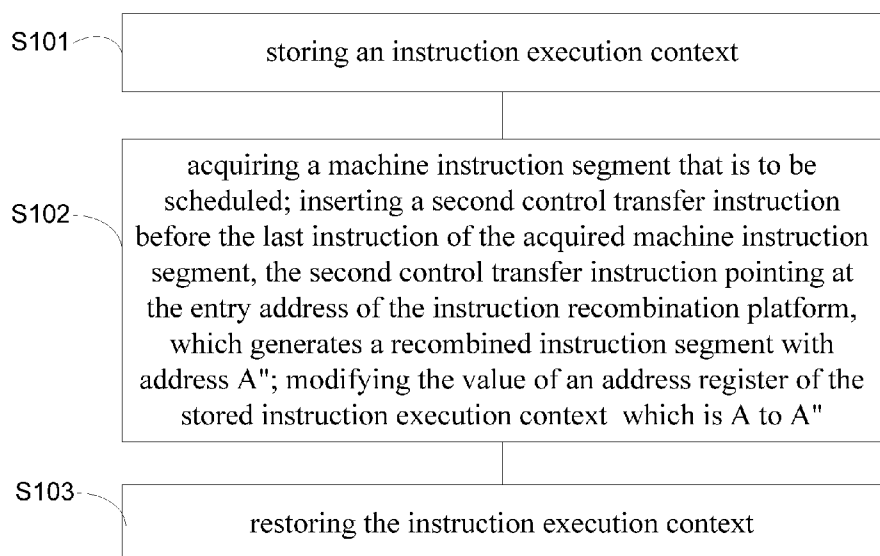 S101
storing an instruction execution context
S102
acquiring a machine instruction segment that is to be
scheduled; inserting a second control transfer instruction
before the last instruction of the acquired machine instruction
segment, the second control transfer instruction pointing at
the entry address of the instruction recombination platform,
which generates a recombined instruction segment with
address A"; modifying the value of an address register of the
stored instruction execution context which is A to A"
S103
restoring the instruction execution context